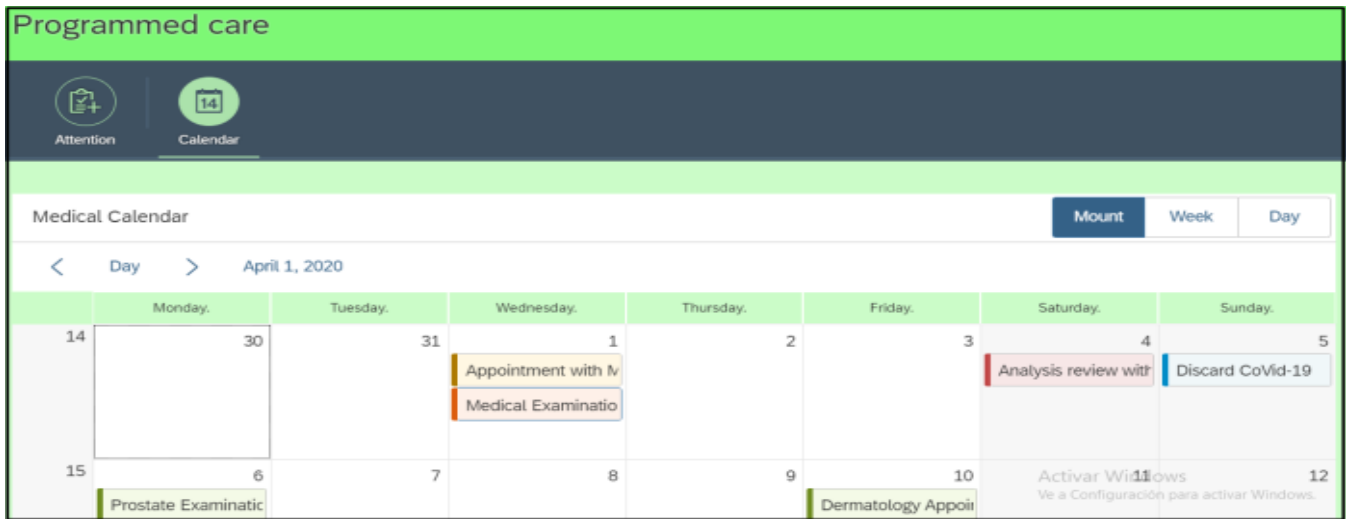 Programmed care
14
Attention Calendar
Medical Calendar Mount Week Day
< Day > April 1, 2020
Monday. Tuesday. Wednesday. Thursday. Friday. Saturday. Sunday.
14 30 31 1 2 3 4 5
Appointment with M Analysis review with Discard CoVid-19
Medical Examinatio
15 6 7 8 9 10 11 12
Activar Windows
Ve a Configuración para activar Windows.
Prostate Examinatic Dermatology Appoir